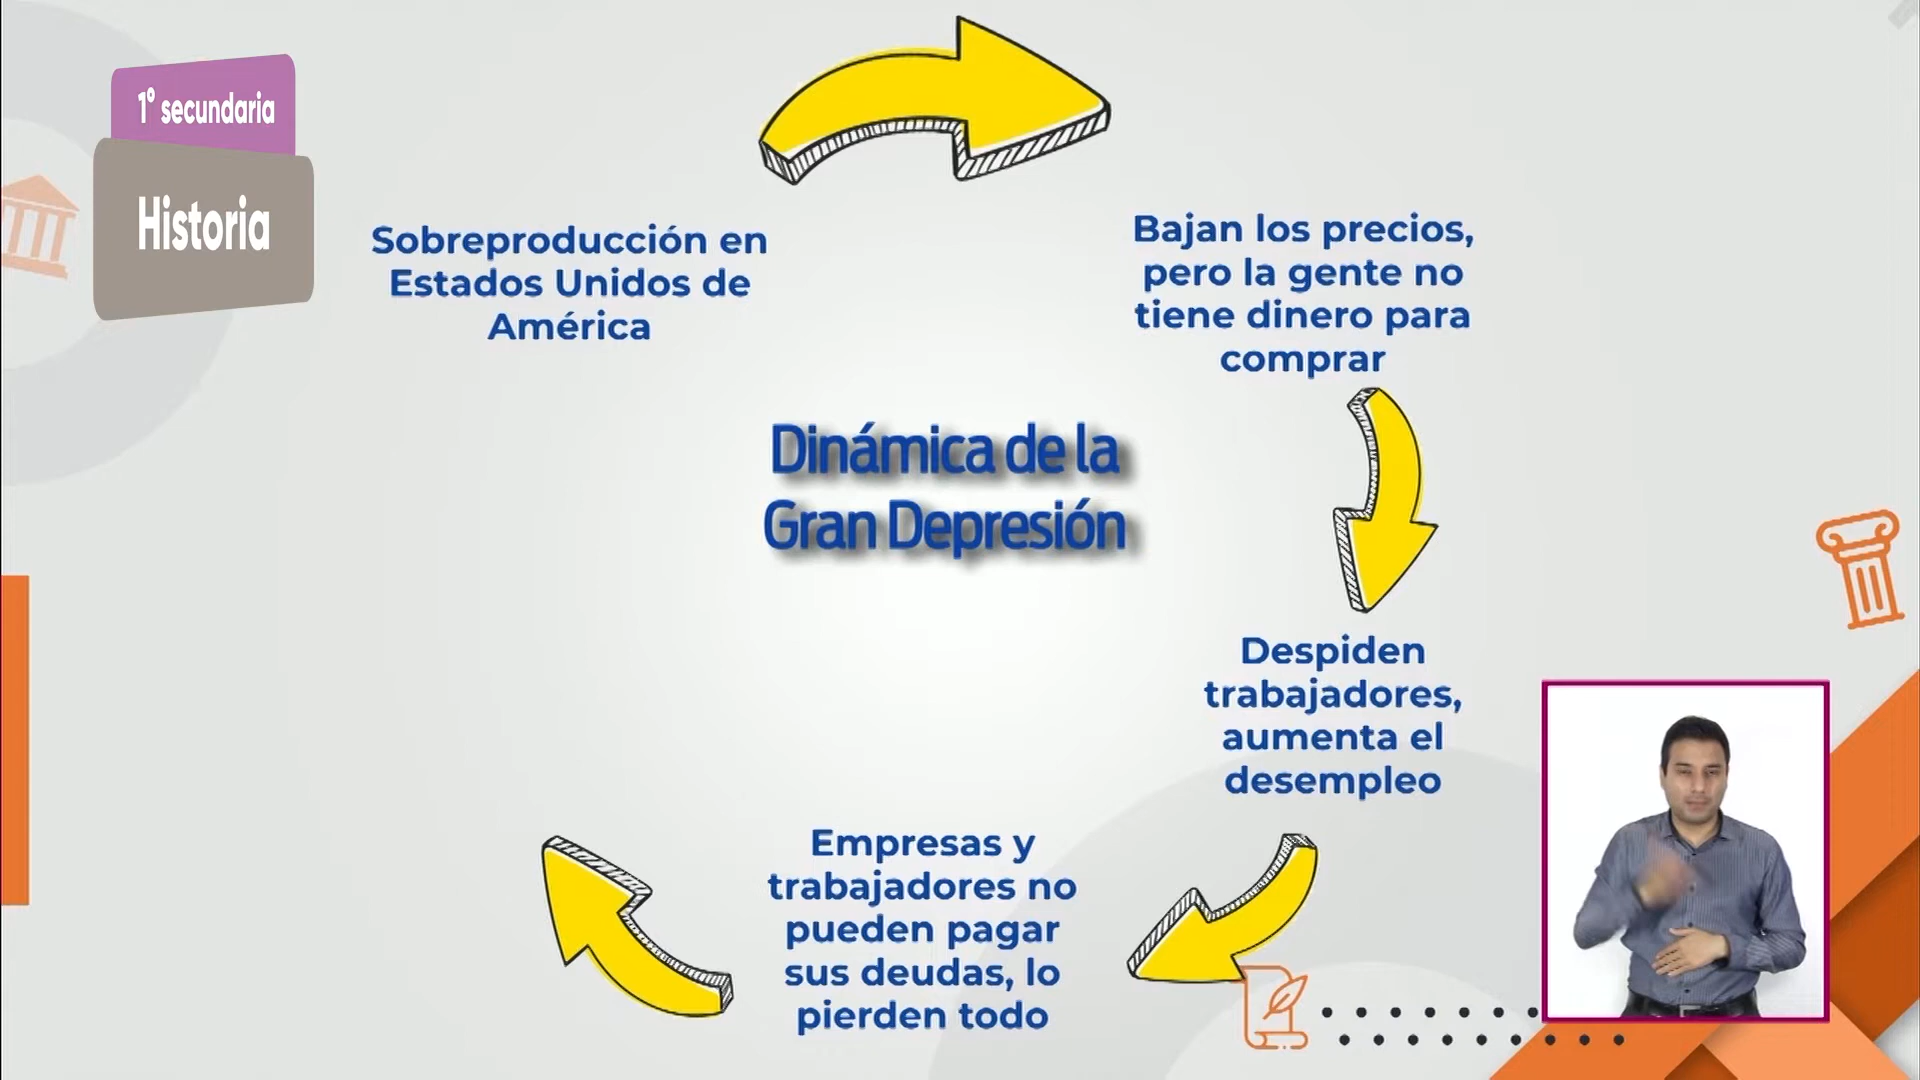 1° secundaria
Historia
Sobreproducción en
Estados Unidos de
América
Bajan los precios,
pero la gente no
tiene dinero para
comprar
Dinámica de la
Gran Depresión
Despiden
trabajadores,
aumenta el
desempleo
Empresas y
trabajadores no
pueden pagar
sus deudas, lo
pierden todo